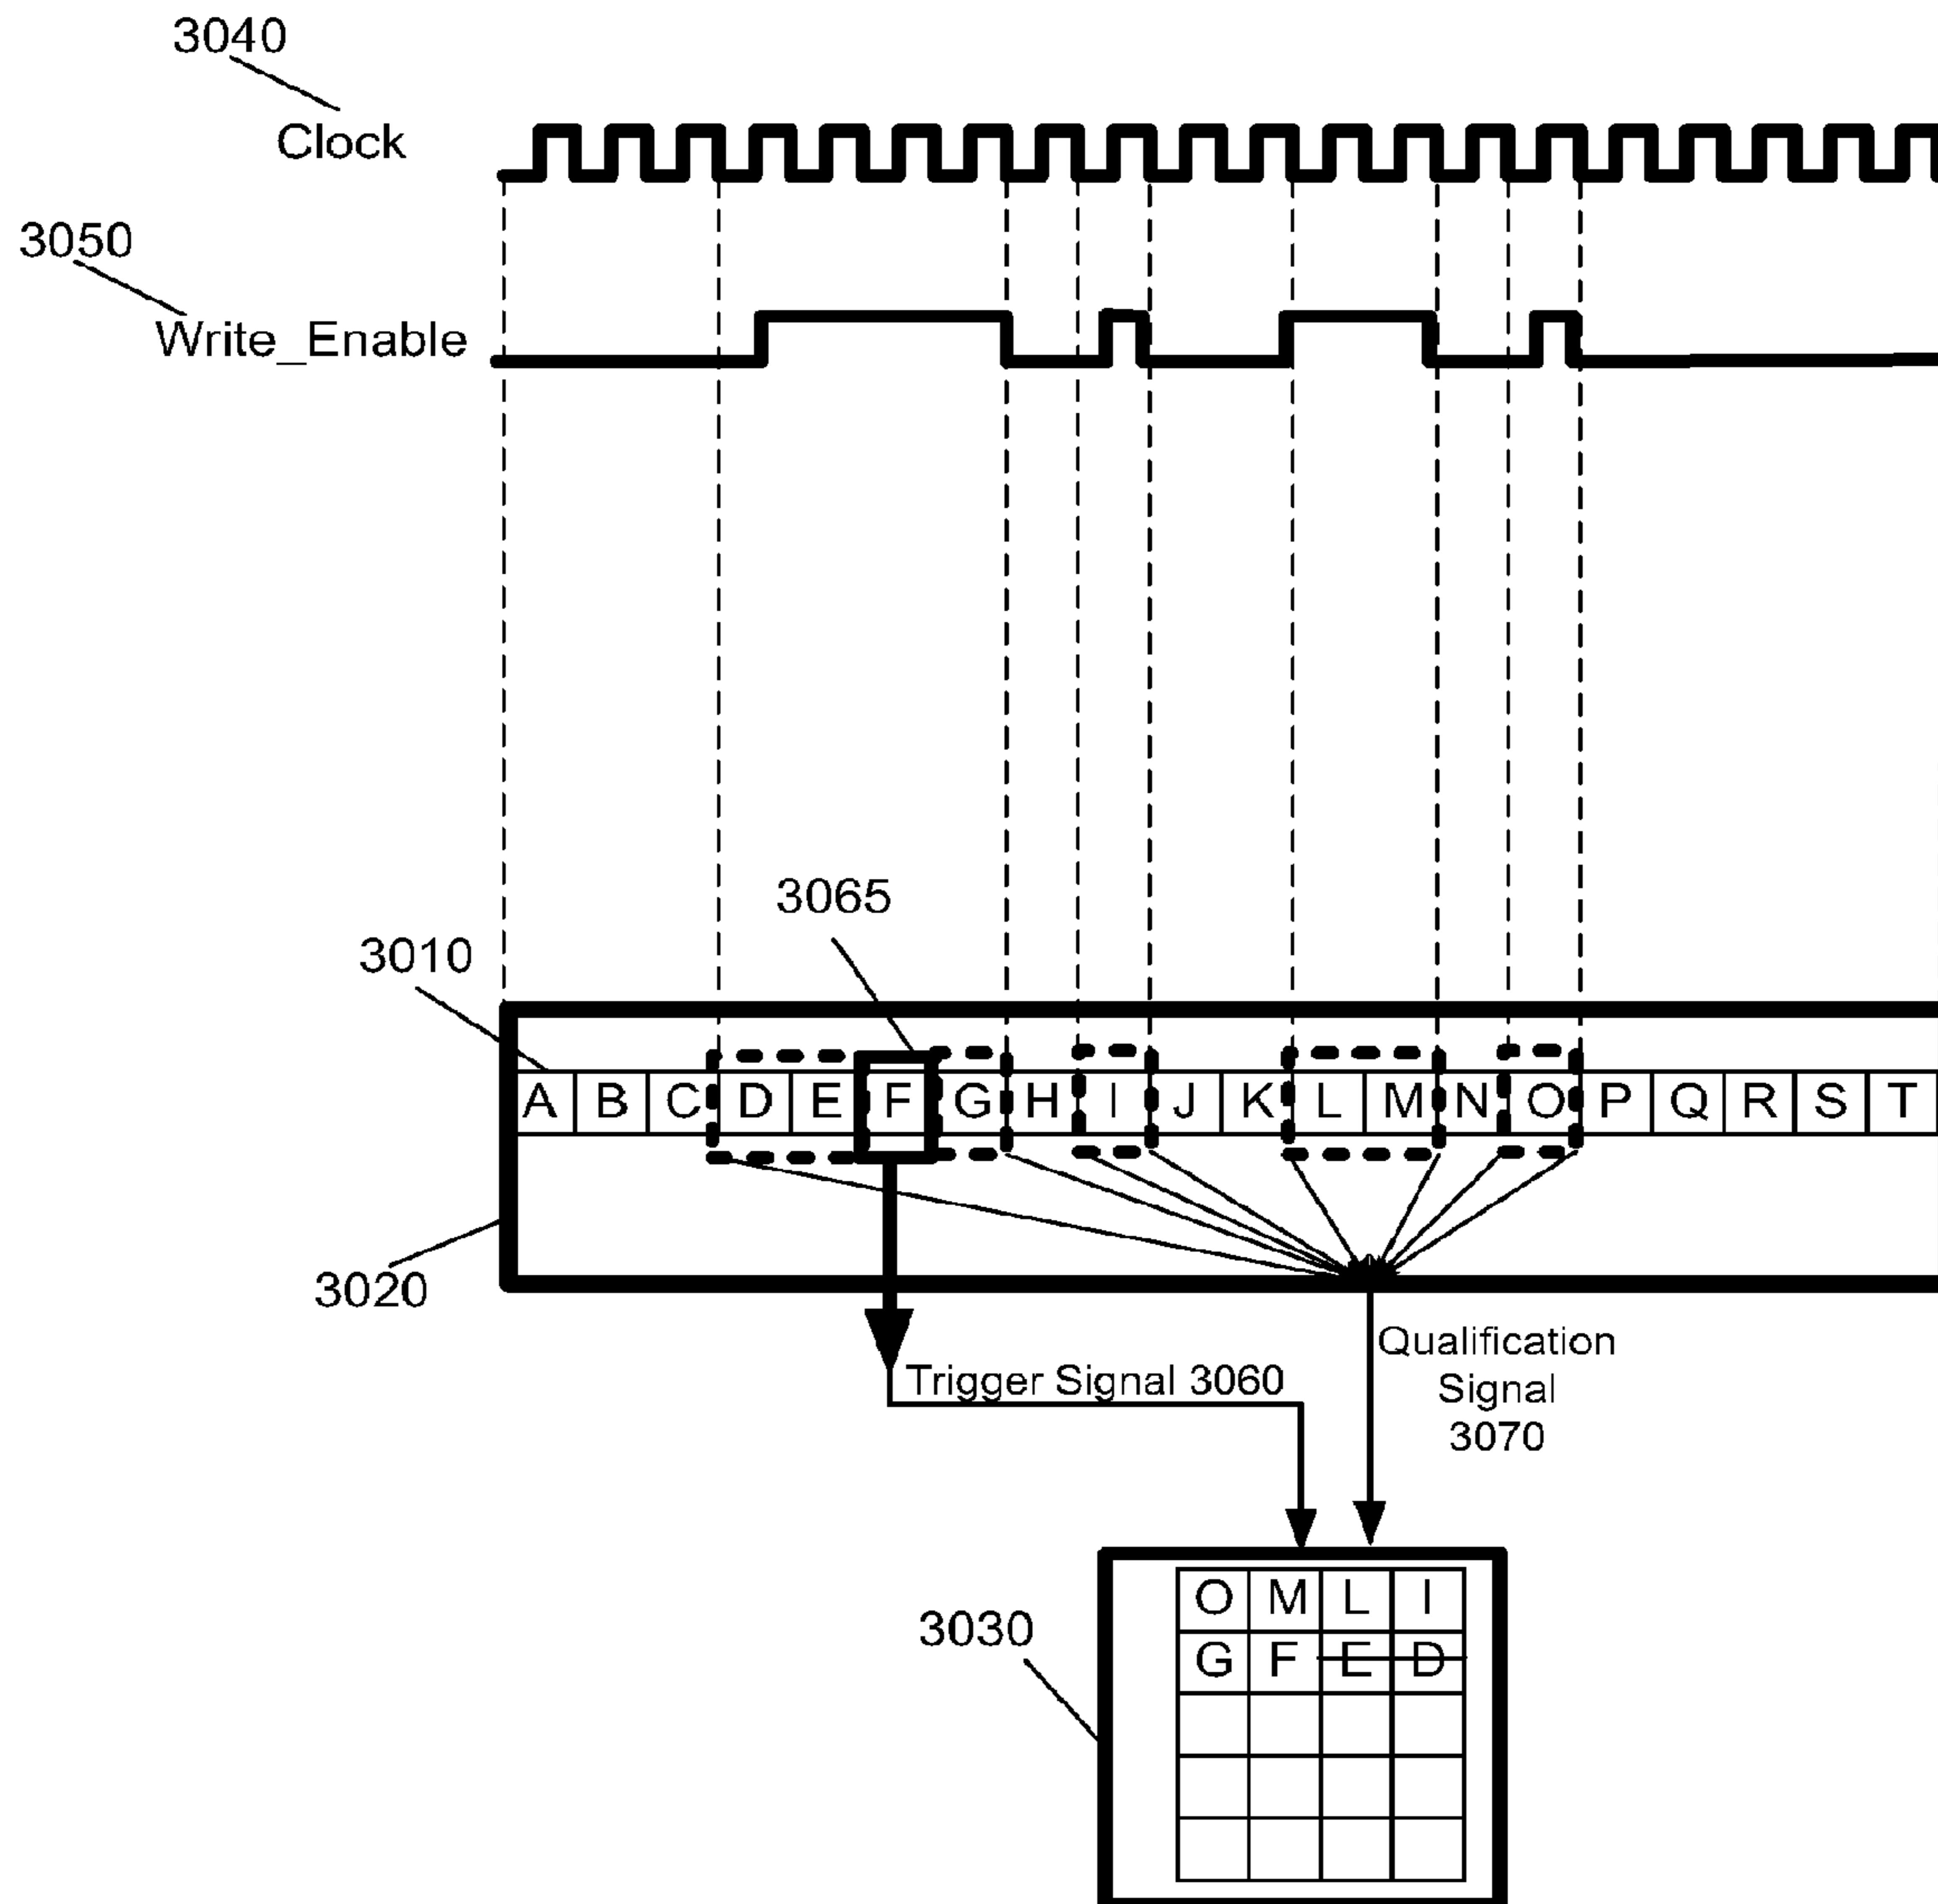 3040
Clock
3050
Write_Enable
3065
3010
A B C D E F G H I J K L M N O P Q R S T
3020
Trigger Signal 3060
Qualification
Signal
3070
3030
O M L I
G F E D